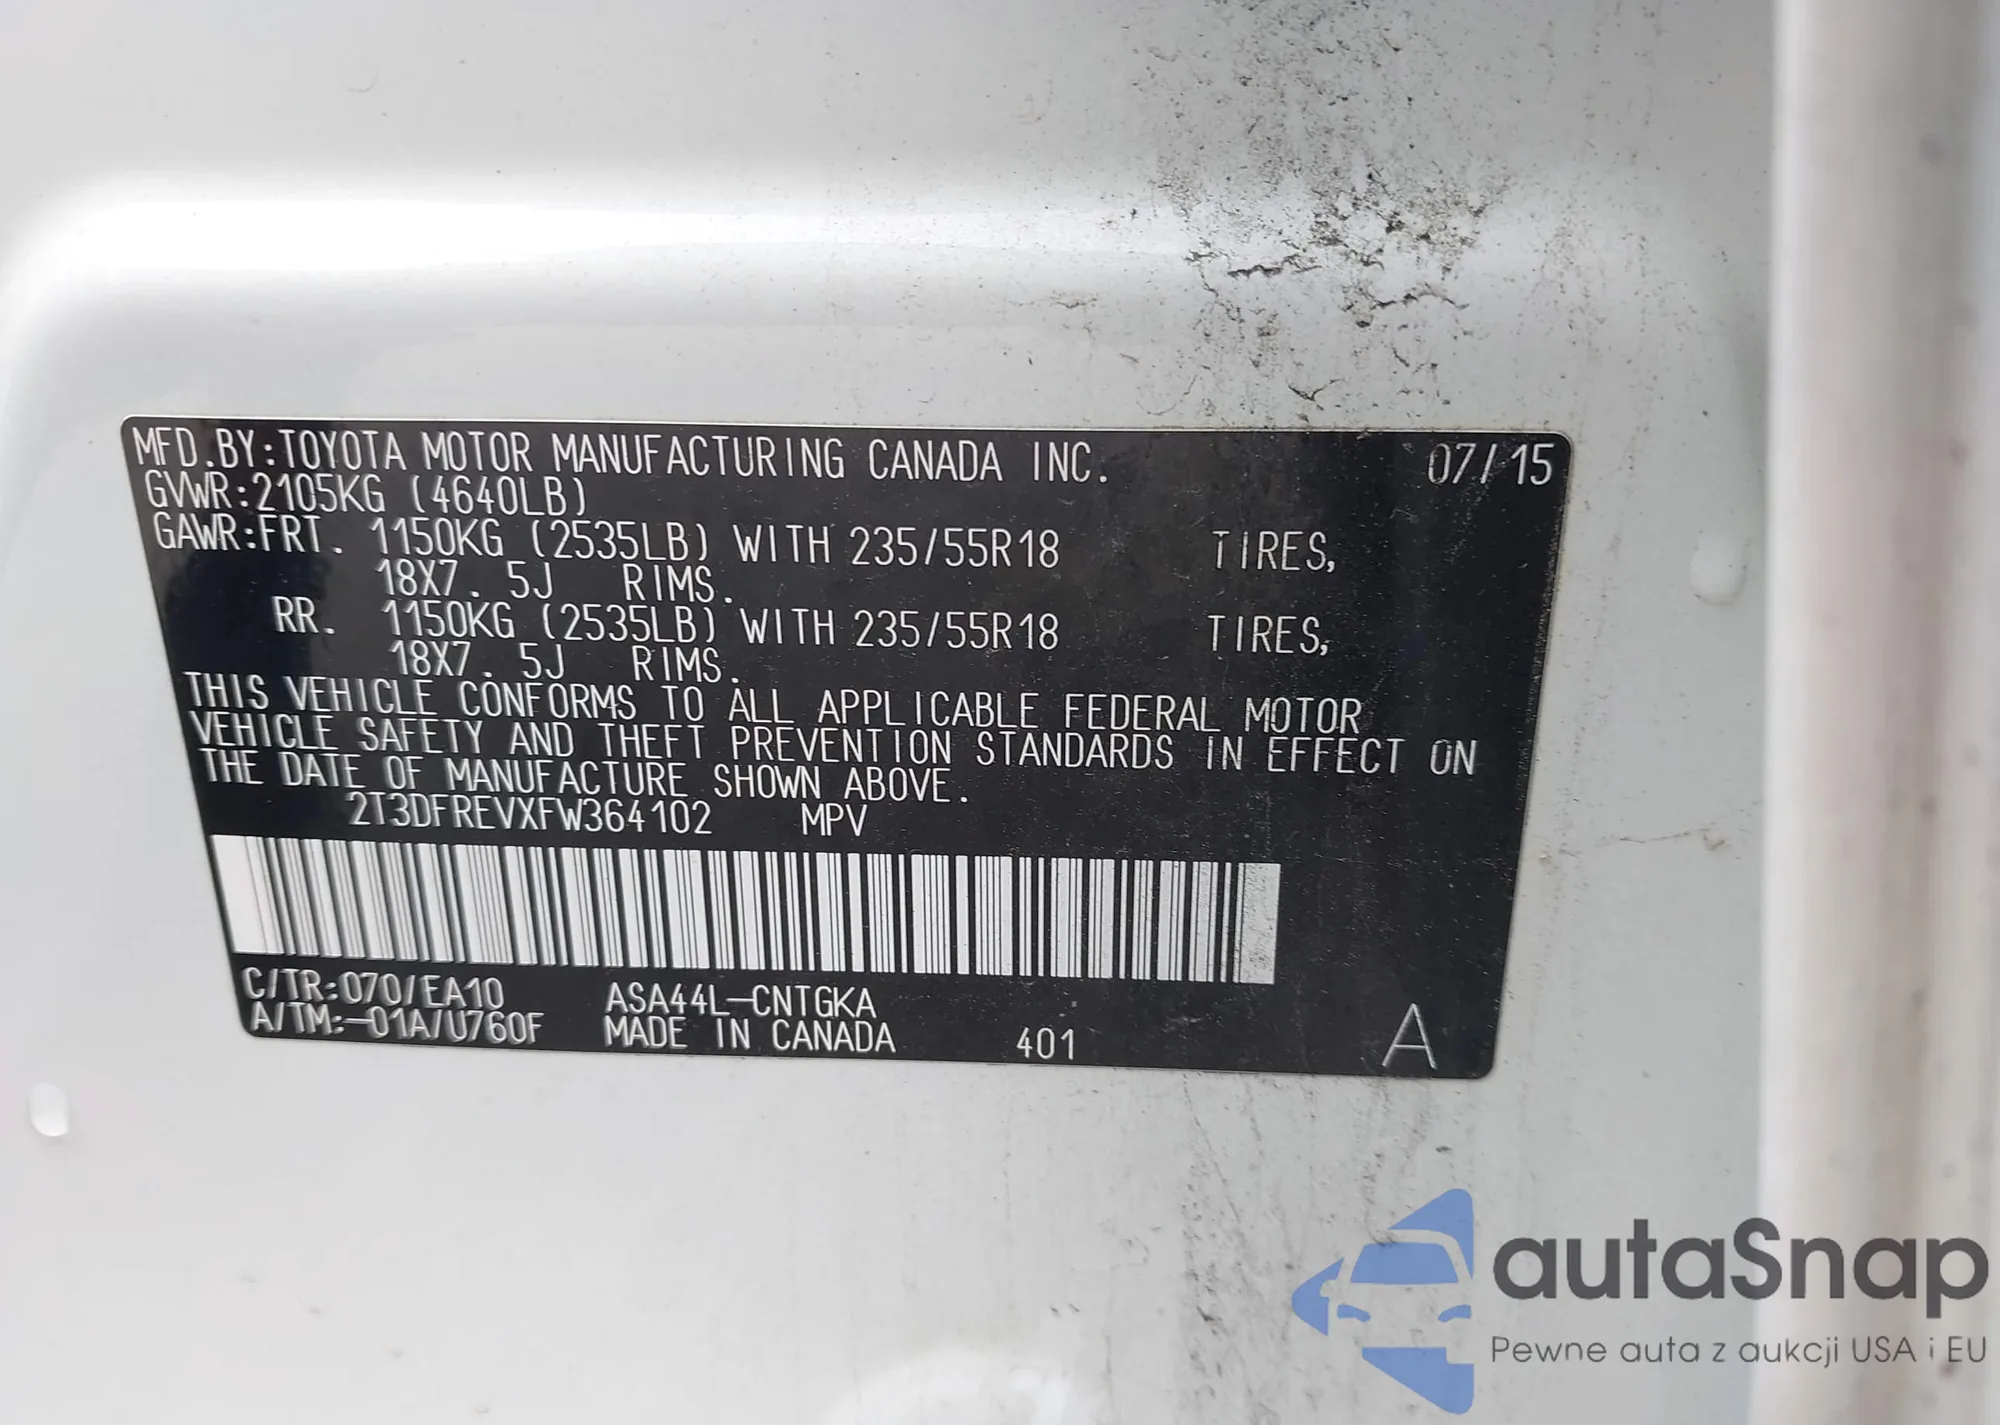 MFD.BY:TOYOTA MOTOR MANUFACTURING CANADA INC. 07/15
GVWR:2105KG (4640LB)
GAWR:FRT. 1150KG (2535LB) WITH 235/55R18 TIRES,
18X7. 5J RIMS.
RR. 1150KG (2535LB) WITH 235/55R18 TIRES,
18X7. 5J RIMS.
THIS VEHICLE CONFORMS TO ALL APPLICABLE FEDERAL MOTOR
VEHICLE SAFETY AND THEFT PREVENTION STANDARDS IN EFFECT ON
THE DATE OF MANUFACTURE SHOWN ABOVE.
2T3DFREVXFW364102 MPV
C/TR:070/EA10 ASA44L-CNTGKA
A/TM:-01A/U760F MADE IN CANADA 401 A
autaSnap
Pewne auta z aukcji USA i EU